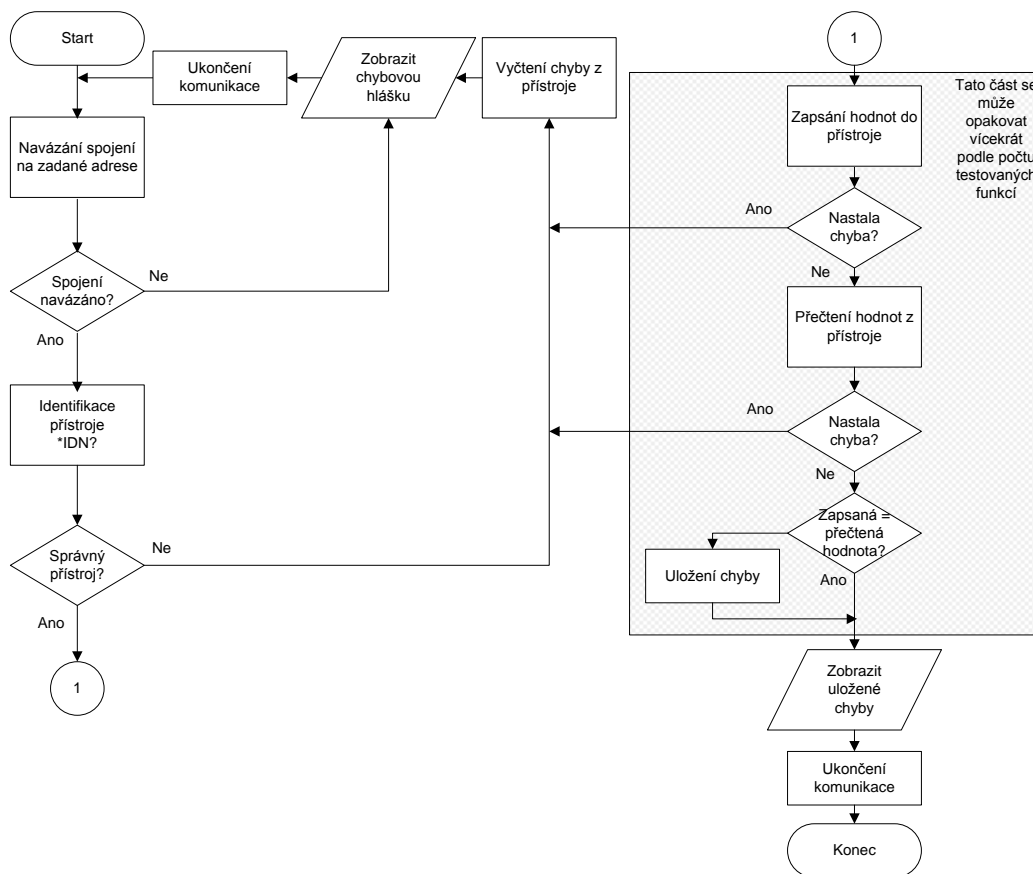 Start
Navázání spojení
na zadané adrese
Spojení
navázáno?
Ne
Ano
Identifikace
přístroje
*IDN?
Správný
přístroj?
Ne
Ano
1
Ukončení
komunikace
Zobrazit
chybovou
hlášku
Vyčtení chyby z
přístroje
1
Tato část se
může
opakovat
vícekrát
podle počtu
testovaných
funkcí
Zapsání hodnot do
přístroje
Ano
Nastala
chyba?
Ne
Přečtení hodnot z
přístroje
Ano
Nastala
chyba?
Ne
Zapsaná =
přečtená
hodnota?
Uložení chyby
Ano
Zobrazit
uložené
chyby
Ukončení
komunikace
Konec